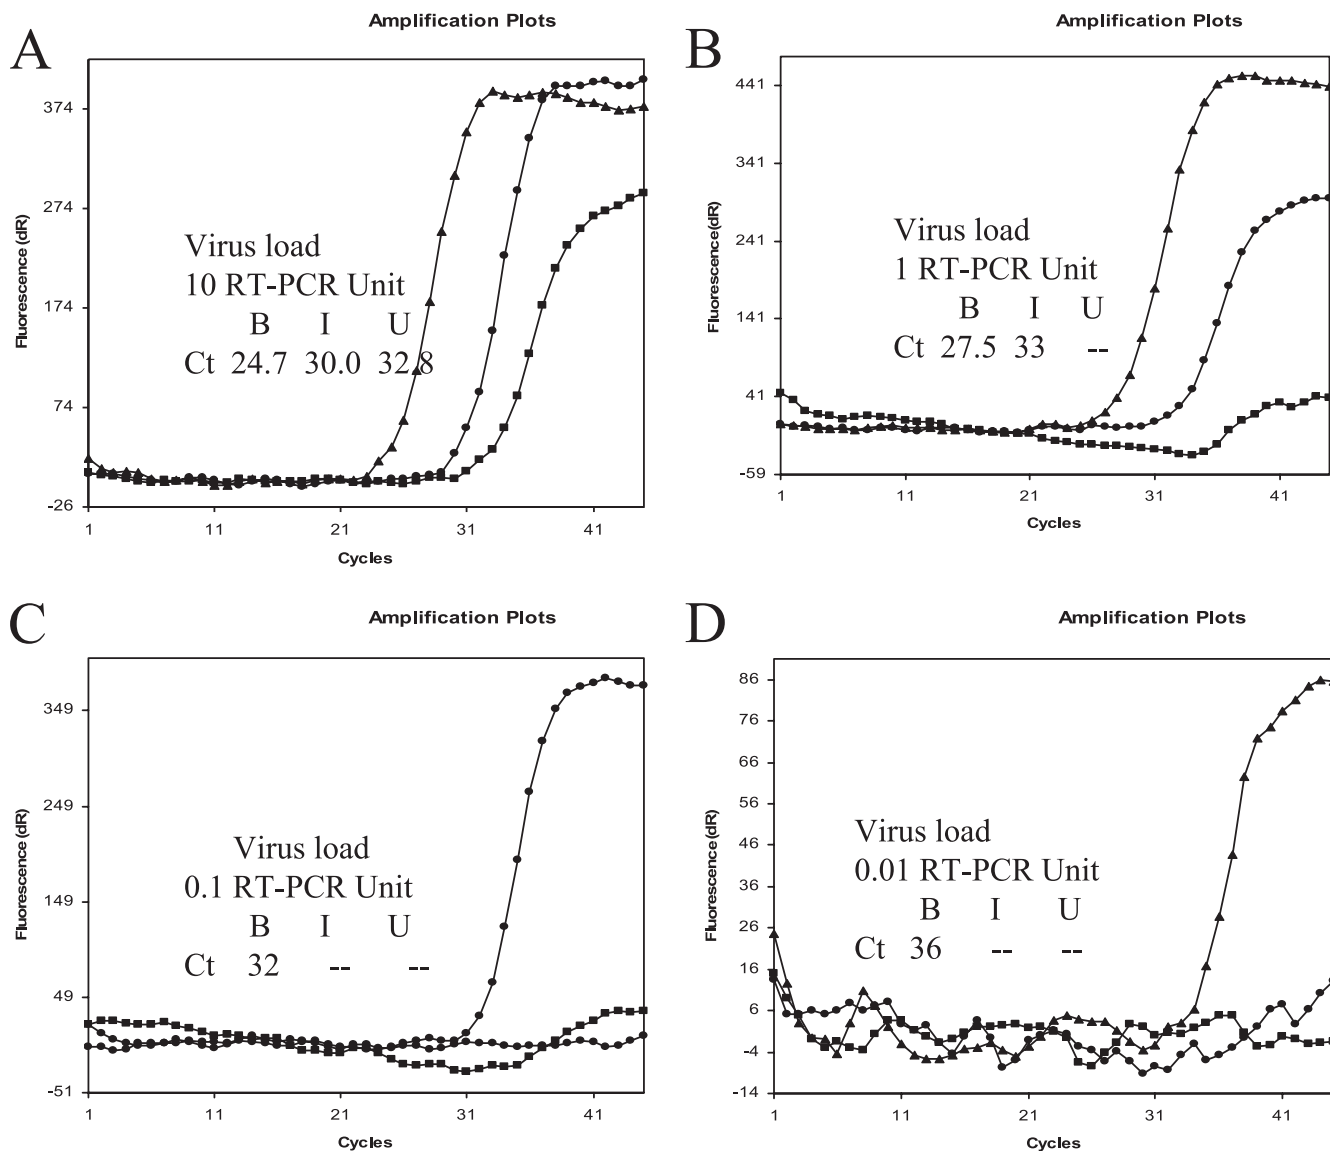 A
Amplification Plots
374
274
174
74
-26
Fluorescence (dR)
Virus load
10 RT-PCR Unit
B I U
Ct 24.7 30.0 32.8
1 11 21 31 41
Cycles
B
Amplification Plots
441
341
241
141
41
-59
Fluorescence(dR)
Virus load
1 RT-PCR Unit
B I U
Ct 27.5 33 --
1 11 21 31 41
Cycles
C
Amplification Plots
349
249
149
49
-51
Fluorescence (dR)
Virus load
0.1 RT-PCR Unit
B I U
Ct 32 -- --
1 11 21 31 41
Cycles
D
Amplification Plots
86
76
66
56
46
36
26
16
6
-4
-14
Fluorescence(dR)
Virus load
0.01 RT-PCR Unit
B I U
Ct 36 -- --
1 11 21 31 41
Cycles